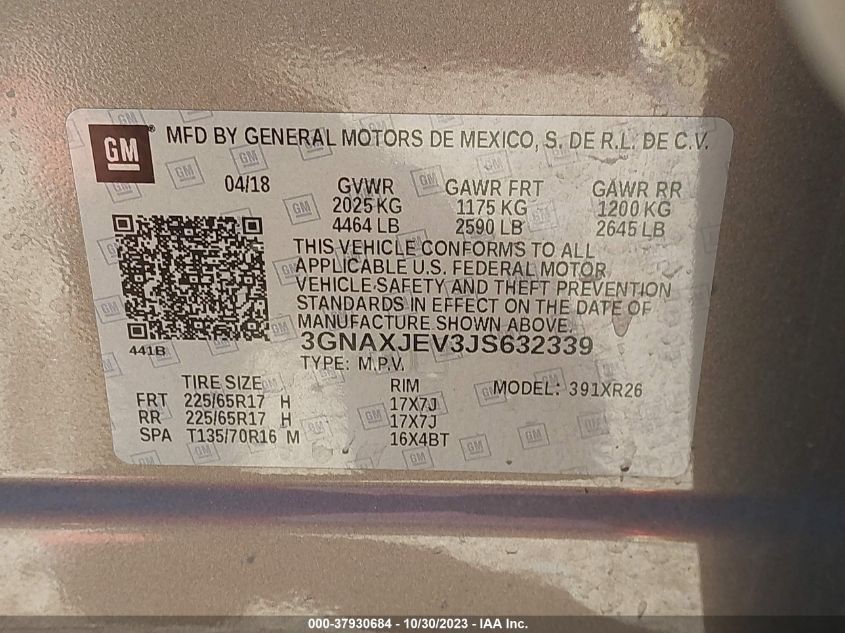 GM
MFD BY GENERAL MOTORS DE MEXICO, S. DE R.L. DE C.V.
04/18 GVWR GAWR FRT GAWR RR
2025 KG 1175 KG 1200 KG
4464 LB 2590 LB 2645 LB
THIS VEHICLE CONFORMS TO ALL
APPLICABLE U.S. FEDERAL MOTOR
VEHICLE SAFETY AND THEFT PREVENTION
STANDARDS IN EFFECT ON THE DATE OF
MANUFACTURE SHOWN ABOVE.
441B 3GNAXJEV3JS632339
TYPE: M.P.V.
TIRE SIZE RIM MODEL: 391XR26
FRT 225/65R17 H 17X7J
RR 225/65R17 H 17X7J
SPA T135/70R16 M 16X4BT
000-37930684 - 10/30/2023 - IAA Inc.